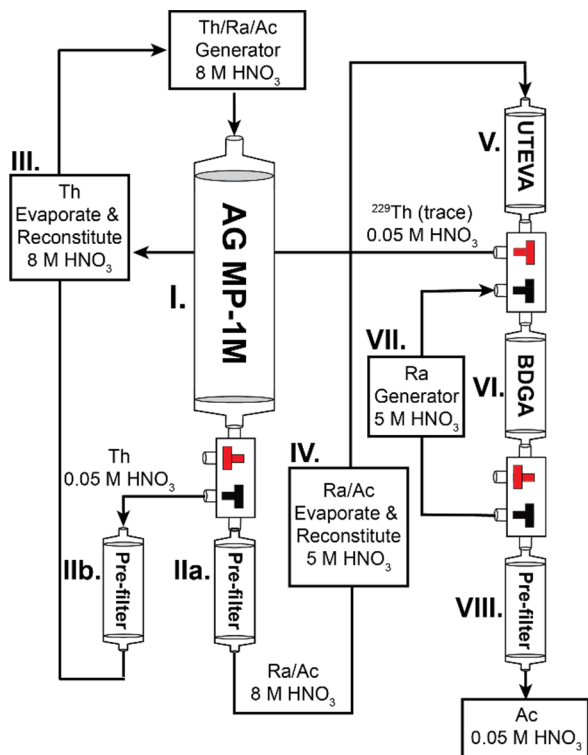 Th/Ra/Ac
Generator
8 M HNO₃
III.
Th
Evaporate &
Reconstitute
8 M HNO₃
I.
AG MP-1M
Th
0.05 M HNO₃
IIb.
Pre-filter
IIa.
Pre-filter
Ra/Ac
8 M HNO₃
IV.
Ra/Ac
Evaporate &
Reconstitute
5 M HNO₃
V.
UTEVA
²²⁹Th (trace)
0.05 M HNO₃
VII.
Ra
Generator
5 M HNO₃
VI.
BDGA
VIII.
Pre-filter
Ac
0.05 M HNO₃